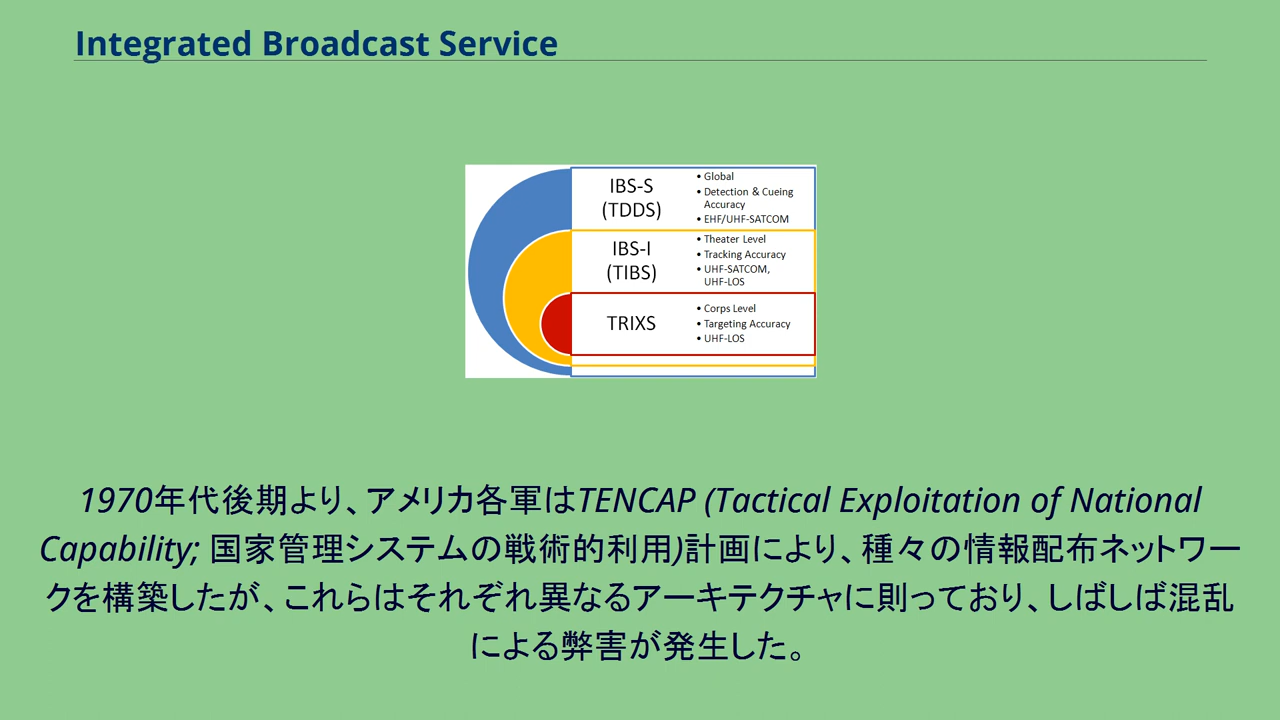 Integrated Broadcast Service
IBS-S
(TDDS)
• Global
• Detection & Cueing
Accuracy
• EHF/UHF-SATCOM
IBS-I
(TIBS)
• Theater Level
• Tracking Accuracy
• UHF-SATCOM,
UHF-LOS
TRIXS
• Corps Level
• Targeting Accuracy
• UHF-LOS
1970年代後期より、アメリカ各軍はTENCAP (Tactical Exploitation of National
Capability; 国家管理システムの戦術的利用)計画により、種々の情報配布ネットワー
クを構築したが、これらはそれぞれ異なるアーキテクチャに則っており、しばしば混乱
による弊害が発生した。